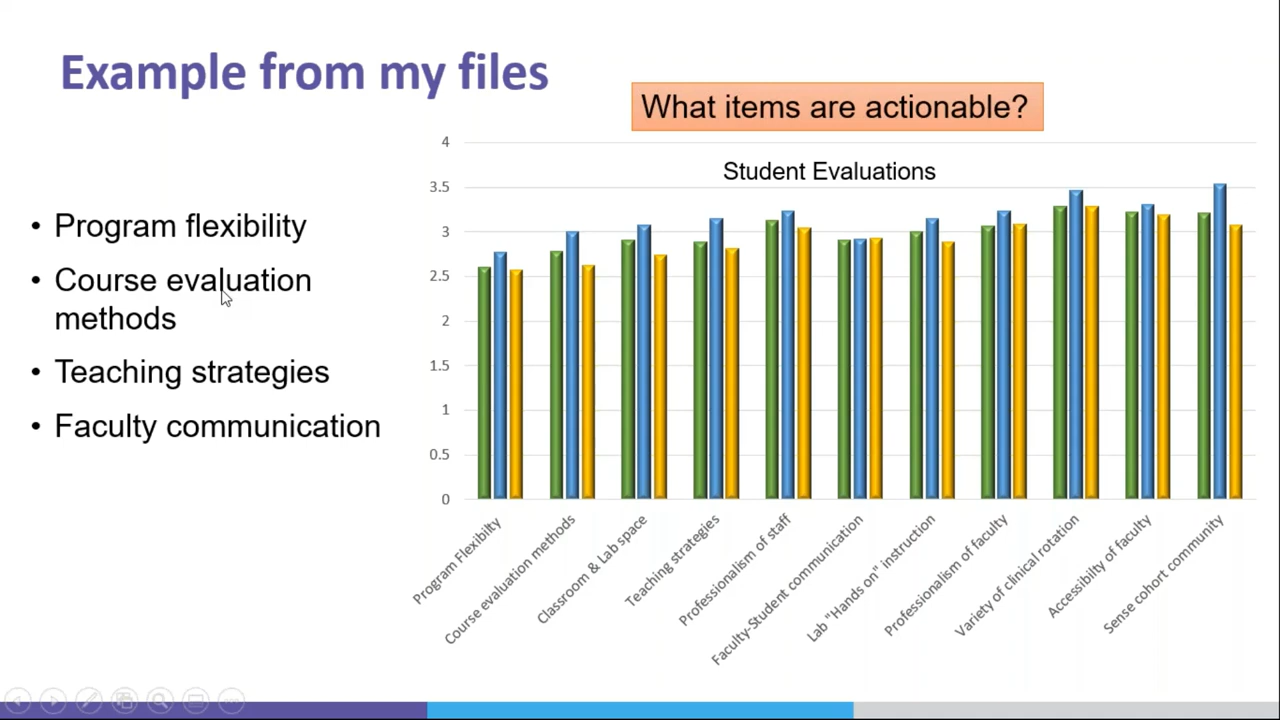 Example from my files
What items are actionable?
• Program flexibility
• Course evaluation
methods
• Teaching strategies
• Faculty communication
Student Evaluations
4
3.5
3
2.5
2
1.5
1
0.5
0
Program Flexibilty
Course evaluation methods
Classroom & Lab space
Teaching strategies
Professionalism of staff
Faculty-Student communication
Lab "Hands on" instruction
Professionalism of faculty
Variety of clinical rotation
Accessibilty of faculty
Sense cohort community